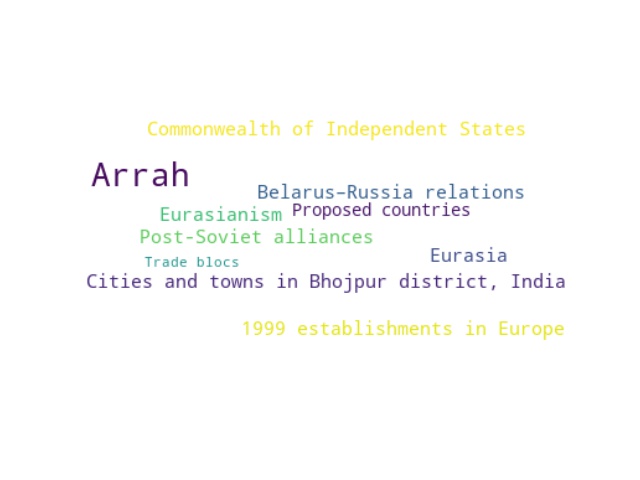 Commonwealth of Independent States
Arrah
Belarus–Russia relations
Eurasianism Proposed countries
Post-Soviet alliances
Eurasia
Trade blocs
Cities and towns in Bhojpur district, India
1999 establishments in Europe